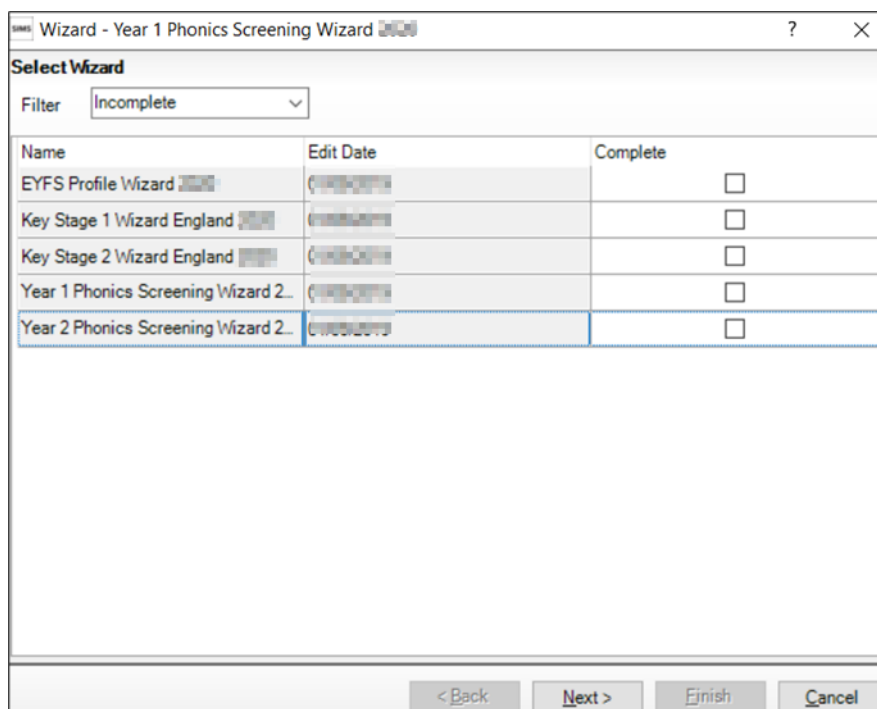 SIMS Wizard - Year 1 Phonics Screening Wizard ? ✕
Select Wizard
Filter Incomplete
Name Edit Date Complete
EYFS Profile Wizard
Key Stage 1 Wizard England
Key Stage 2 Wizard England
Year 1 Phonics Screening Wizard 2...
Year 2 Phonics Screening Wizard 2...
< Back Next > Finish Cancel